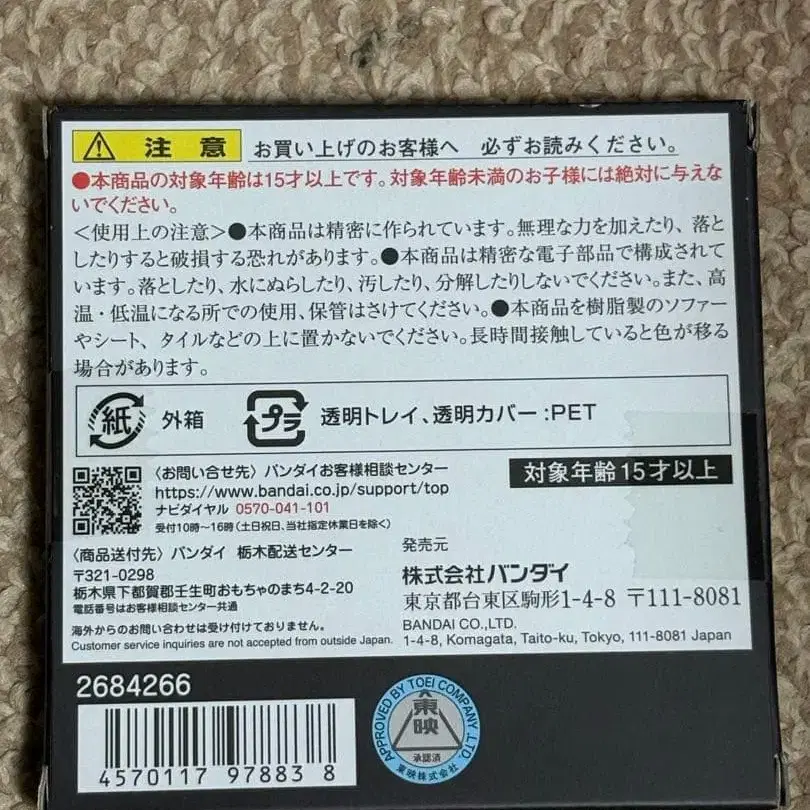 注意 お買い上げのお客様へ 必ずお読みください。
●本商品の対象年齢は15才以上です。対象年齢未満のお子様には絶対に与えな
いでください。
＜使用上の注意＞●本商品は精密に作られています。無理な力を加えたり、落と
したりすると破損する恐れがあります。●本商品は精密な電子部品で構成されて
います。落としたり、水にぬらしたり、汚したり、分解したりしないでください。また、高
温・低温になる所での使用、保管はさけてください。●本商品を樹脂製のソファー
やシート、タイルなどの上に置かないでください。長時間接触していると色が移る
場合があります。
紙 外箱 プラ 透明トレイ、透明カバー:PET
〈お問い合せ先〉バンダイお客様相談センター
https://www.bandai.co.jp/support/top
ナビダイヤル 0570-041-101
受付10時〜16時(土日祝日、当社指定休業日を除く)
対象年齢15才以上
〈商品送付先〉バンダイ 栃木配送センター
〒321-0298
栃木県下都賀郡壬生町おもちゃのまち4-2-20
電話番号はお客様相談センター共通
海外からのお問い合わせは受け付けておりません。
Customer service inquiries are not accepted from outside Japan.
発売元
株式会社バンダイ
東京都台東区駒形1-4-8 〒111-8081
BANDAI CO.,LTD.
1-4-8, Komagata, Taito-ku, Tokyo, 111-8081 Japan
2684266
4570117 97883 8
APPROVED BY TOEI COMPANY, LTD.
東映
承認済
東映株式会社